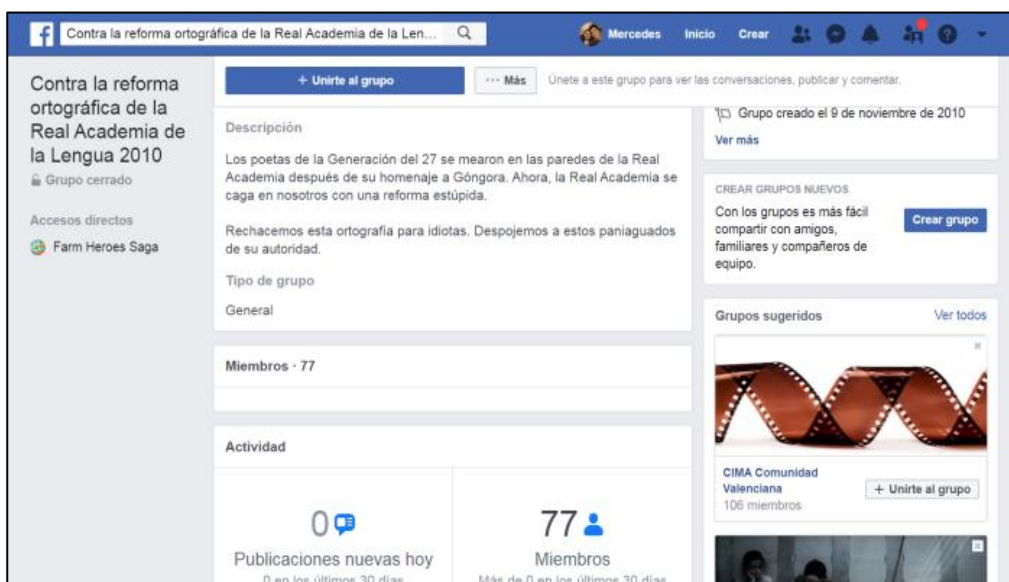 f
Contra la reforma ortográfica de la Real Academia de la Len...
Mercedes
Inicio
Crear
Contra la reforma
ortográfica de la
Real Academia de
la Lengua 2010
Grupo cerrado
Accesos directos
Farm Heroes Saga
+ Unirte al grupo
··· Más
Únete a este grupo para ver las conversaciones, publicar y comentar.
Descripción
Los poetas de la Generación del 27 se mearon en las paredes de la Real
Academia después de su homenaje a Góngora. Ahora, la Real Academia se
caga en nosotros con una reforma estúpida.
Rechacemos esta ortografía para idiotas. Despojemos a estos paniaguados
de su autoridad.
Tipo de grupo
General
Miembros · 77
Actividad
0
Publicaciones nuevas hoy
0 en los últimos 30 días
77
Miembros
Más de 0 en los últimos 30 días
Grupo creado el 9 de noviembre de 2010
Ver más
CREAR GRUPOS NUEVOS
Con los grupos es más fácil
compartir con amigos,
familiares y compañeros de
equipo.
Crear grupo
Grupos sugeridos
Ver todos
CIMA Comunidad
Valenciana
106 miembros
+ Unirte al grupo